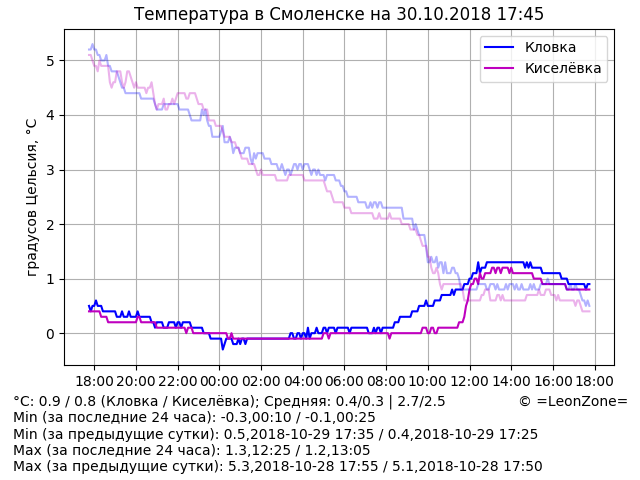 Температура в Смоленске на 30.10.2018 17:45
Кловка
Киселёвка
градусов Цельсия, °C
5
4
3
2
1
0
18:00 20:00 22:00 00:00 02:00 04:00 06:00 08:00 10:00 12:00 14:00 16:00 18:00
°C: 0.9 / 0.8 (Кловка / Киселёвка); Средняя: 0.4/0.3 | 2.7/2.5 © =LeonZone=
Min (за последние 24 часа): -0.3,00:10 / -0.1,00:25
Min (за предыдущие сутки): 0.5,2018-10-29 17:35 / 0.4,2018-10-29 17:25
Max (за последние 24 часа): 1.3,12:25 / 1.2,13:05
Max (за предыдущие сутки): 5.3,2018-10-28 17:55 / 5.1,2018-10-28 17:50